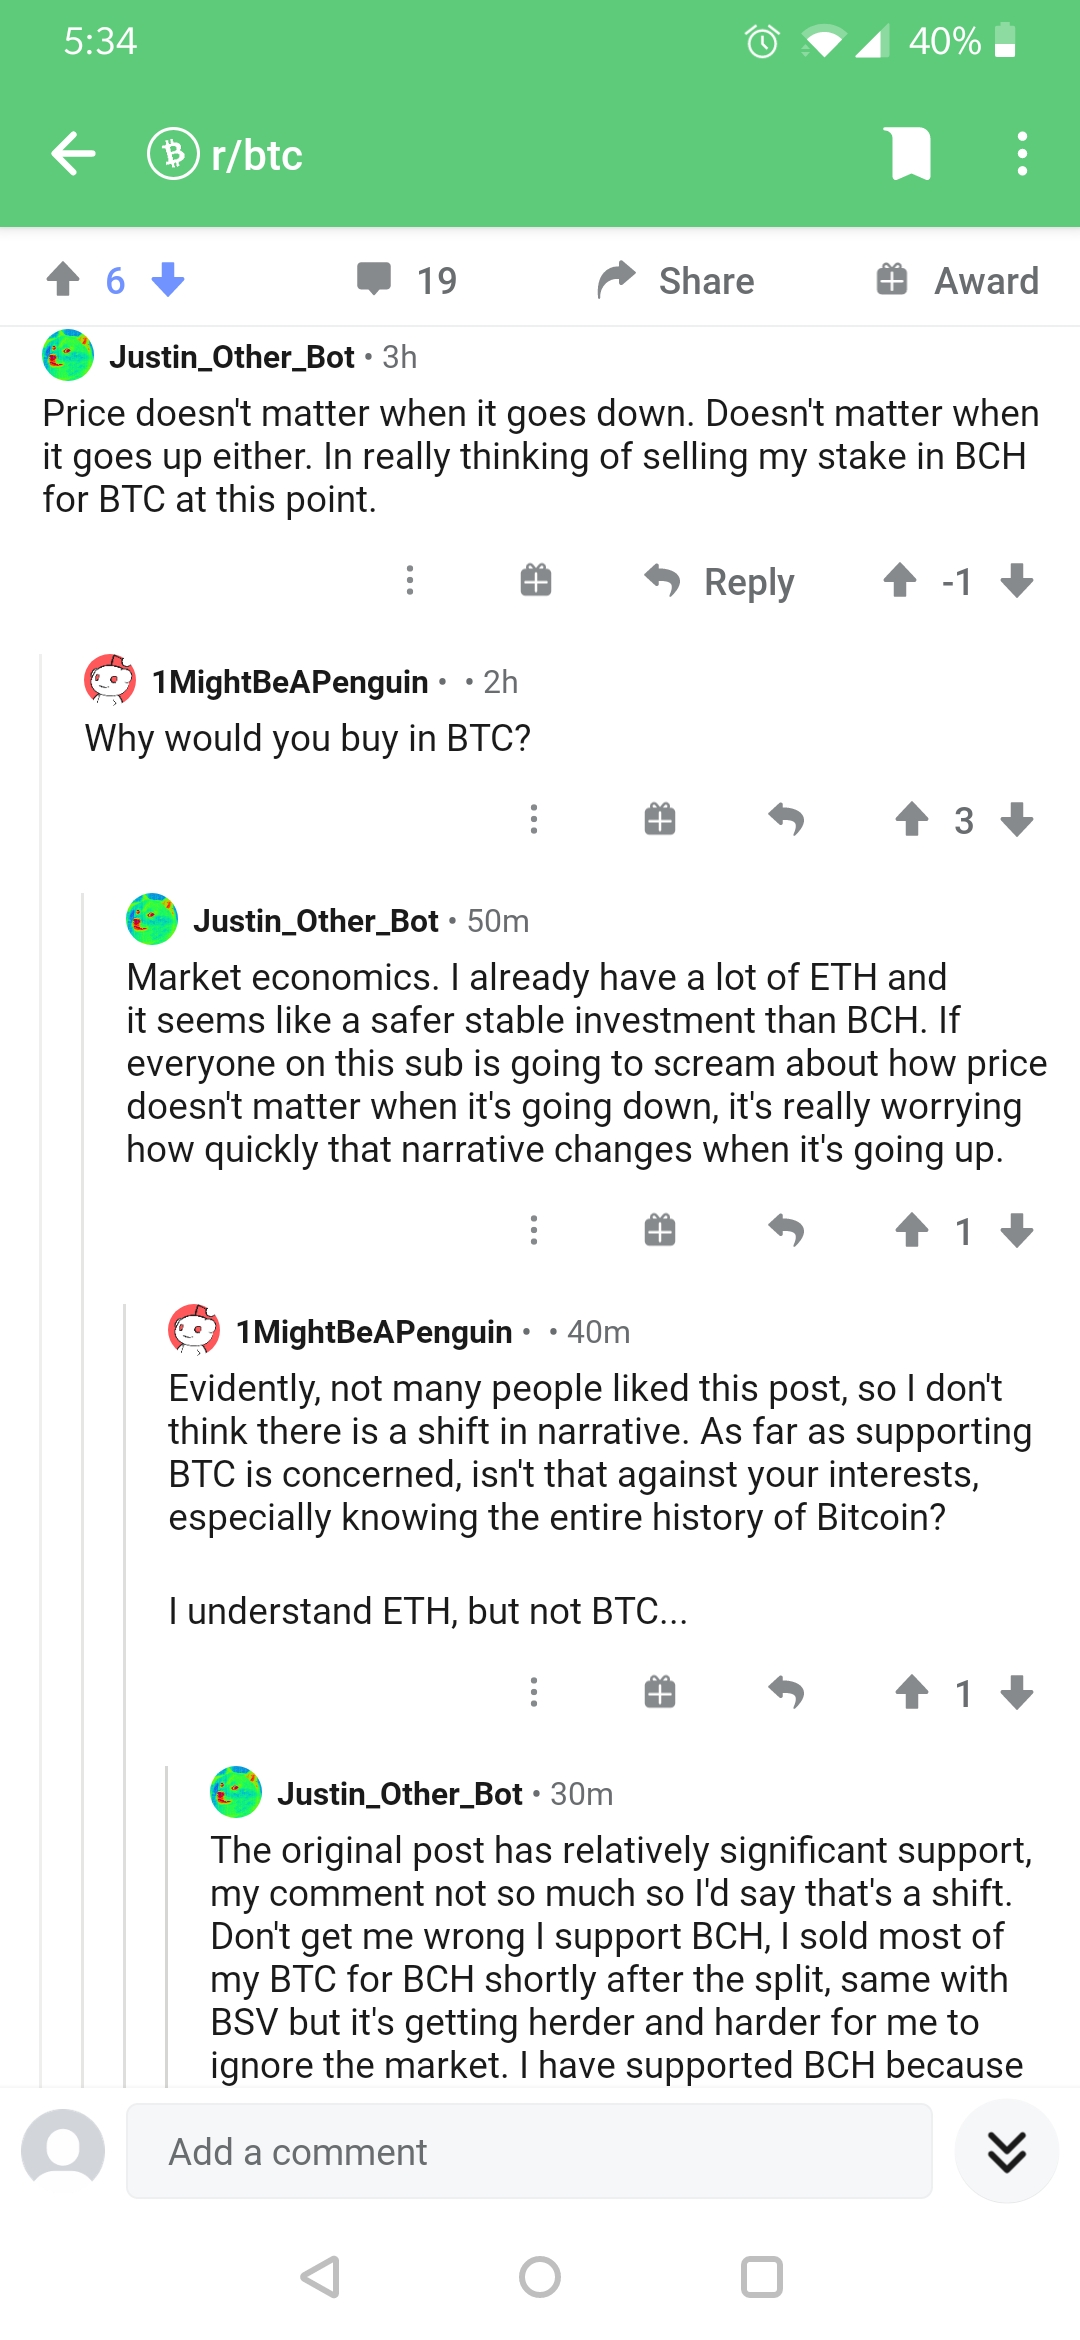 5:34
40%
r/btc
6
19
Share
Award
Justin_Other_Bot • 3h
Price doesn't matter when it goes down. Doesn't matter when
it goes up either. In really thinking of selling my stake in BCH
for BTC at this point.
Reply
-1
1MightBeAPenguin • • 2h
Why would you buy in BTC?
3
Justin_Other_Bot • 50m
Market economics. I already have a lot of ETH and
it seems like a safer stable investment than BCH. If
everyone on this sub is going to scream about how price
doesn't matter when it's going down, it's really worrying
how quickly that narrative changes when it's going up.
1
1MightBeAPenguin • • 40m
Evidently, not many people liked this post, so I don't
think there is a shift in narrative. As far as supporting
BTC is concerned, isn't that against your interests,
especially knowing the entire history of Bitcoin?
I understand ETH, but not BTC...
1
Justin_Other_Bot • 30m
The original post has relatively significant support,
my comment not so much so I'd say that's a shift.
Don't get me wrong I support BCH, I sold most of
my BTC for BCH shortly after the split, same with
BSV but it's getting herder and harder for me to
ignore the market. I have supported BCH because
Add a comment